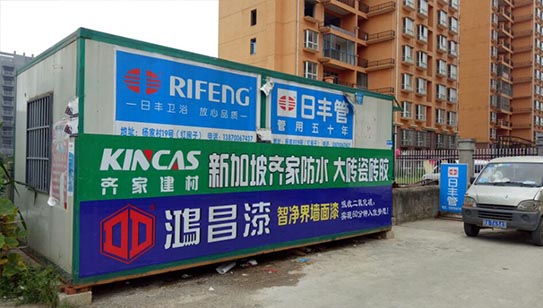 RIFENG
日丰卫浴 放心品质
日丰管
管用五十年
KINCAS
齐家建材
新加坡齐家防水 大砖瓷砖胶
鸿昌漆
智净界墙面漆
日丰管